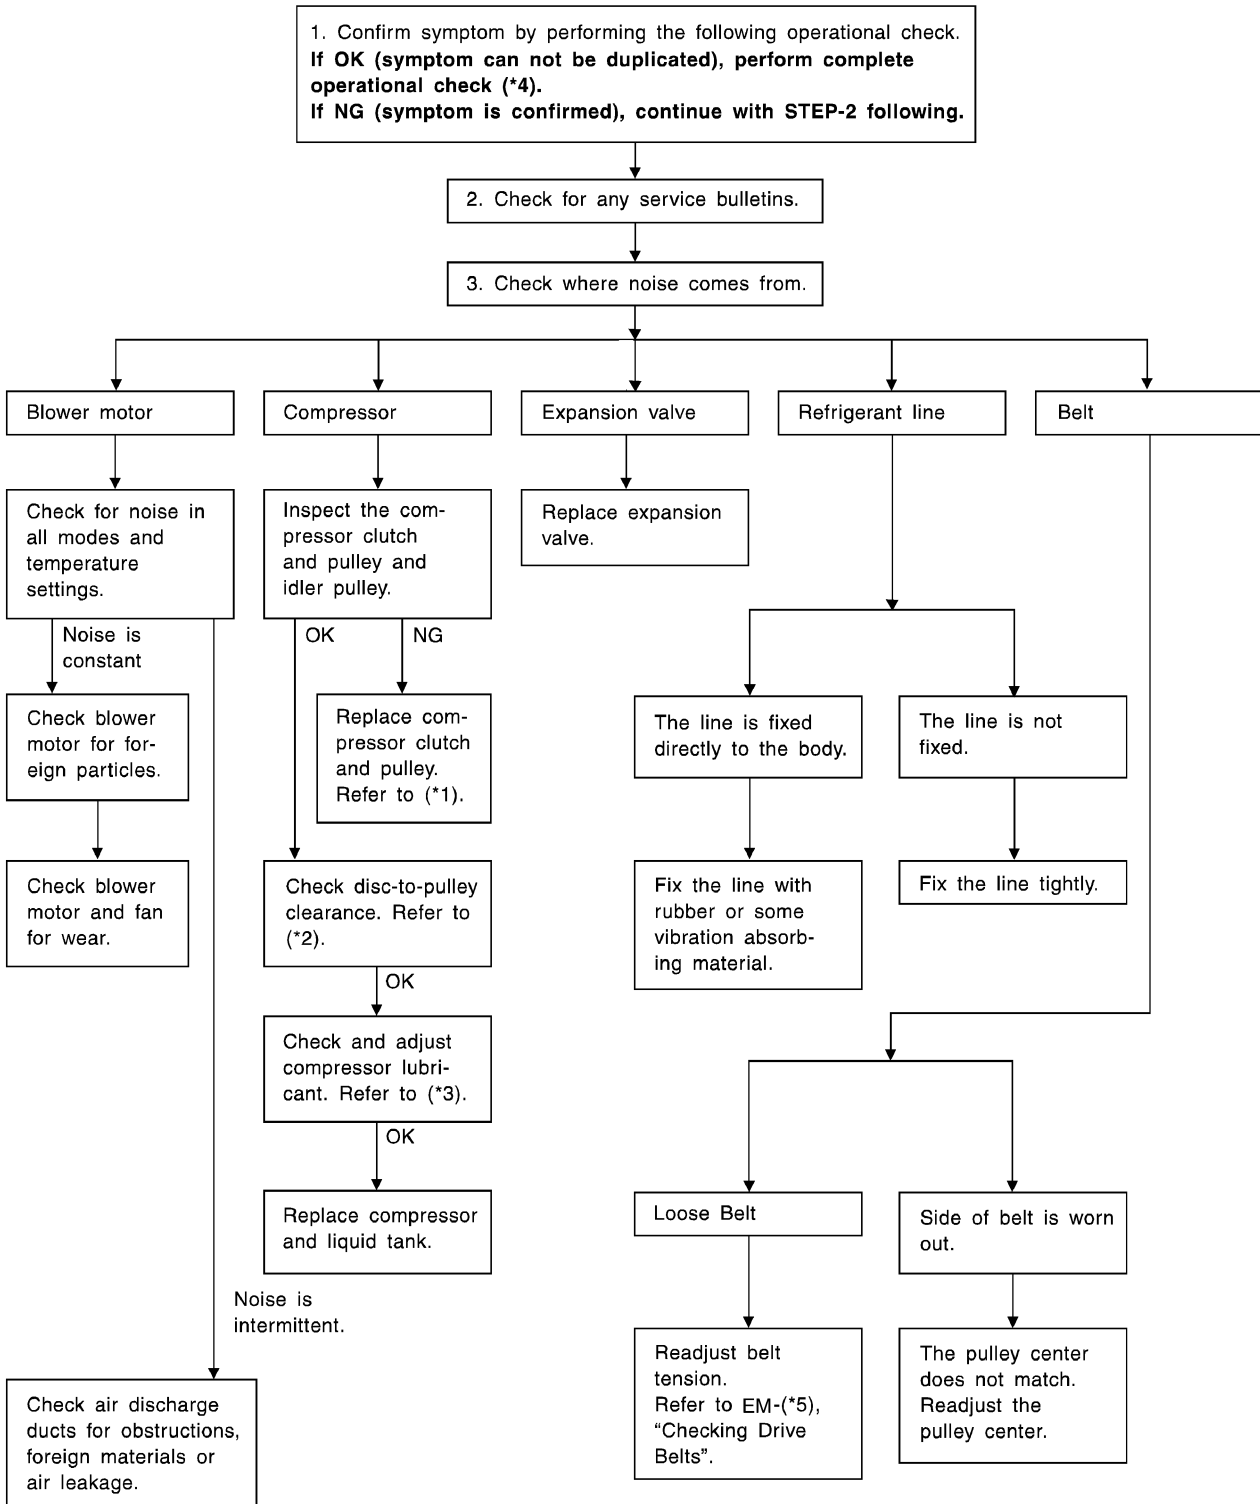 1. Confirm symptom by performing the following operational check.
If OK (symptom can not be duplicated), perform complete
operational check (*4).
If NG (symptom is confirmed), continue with STEP-2 following.
2. Check for any service bulletins.
3. Check where noise comes from.
Blower motor
Compressor
Expansion valve
Refrigerant line
Belt
Check for noise in
all modes and
temperature
settings.
Inspect the com-
pressor clutch
and pulley and
idler pulley.
Replace expansion
valve.
Noise is
constant
OK
NG
Check blower
motor for for-
eign particles.
Replace com-
pressor clutch
and pulley.
Refer to (*1).
The line is fixed
directly to the body.
The line is not
fixed.
Check blower
motor and fan
for wear.
Check disc-to-pulley
clearance. Refer to
(*2).
Fix the line with
rubber or some
vibration absorb-
ing material.
Fix the line tightly.
OK
Check and adjust
compressor lubri-
cant. Refer to (*3).
OK
Replace compressor
and liquid tank.
Loose Belt
Side of belt is worn
out.
Noise is
intermittent.
Readjust belt
tension.
Refer to EM-(*5),
“Checking Drive
Belts”.
The pulley center
does not match.
Readjust the
pulley center.
Check air discharge
ducts for obstructions,
foreign materials or
air leakage.